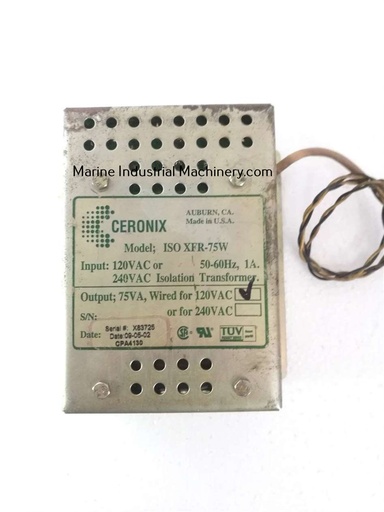 Marine Industrial Machinery.com
CERONIX
AUBURN, CA.
Made in U.S.A.
Model; ISO XFR-75W
Input: 120VAC or 50-60Hz, 1A.
240VAC Isolation Transformer.
Output; 75VA, Wired for 120VAC
S/N: or for 240VAC
Serial #: X83725
Date: Date:09-05-02
CPA4130
TUV